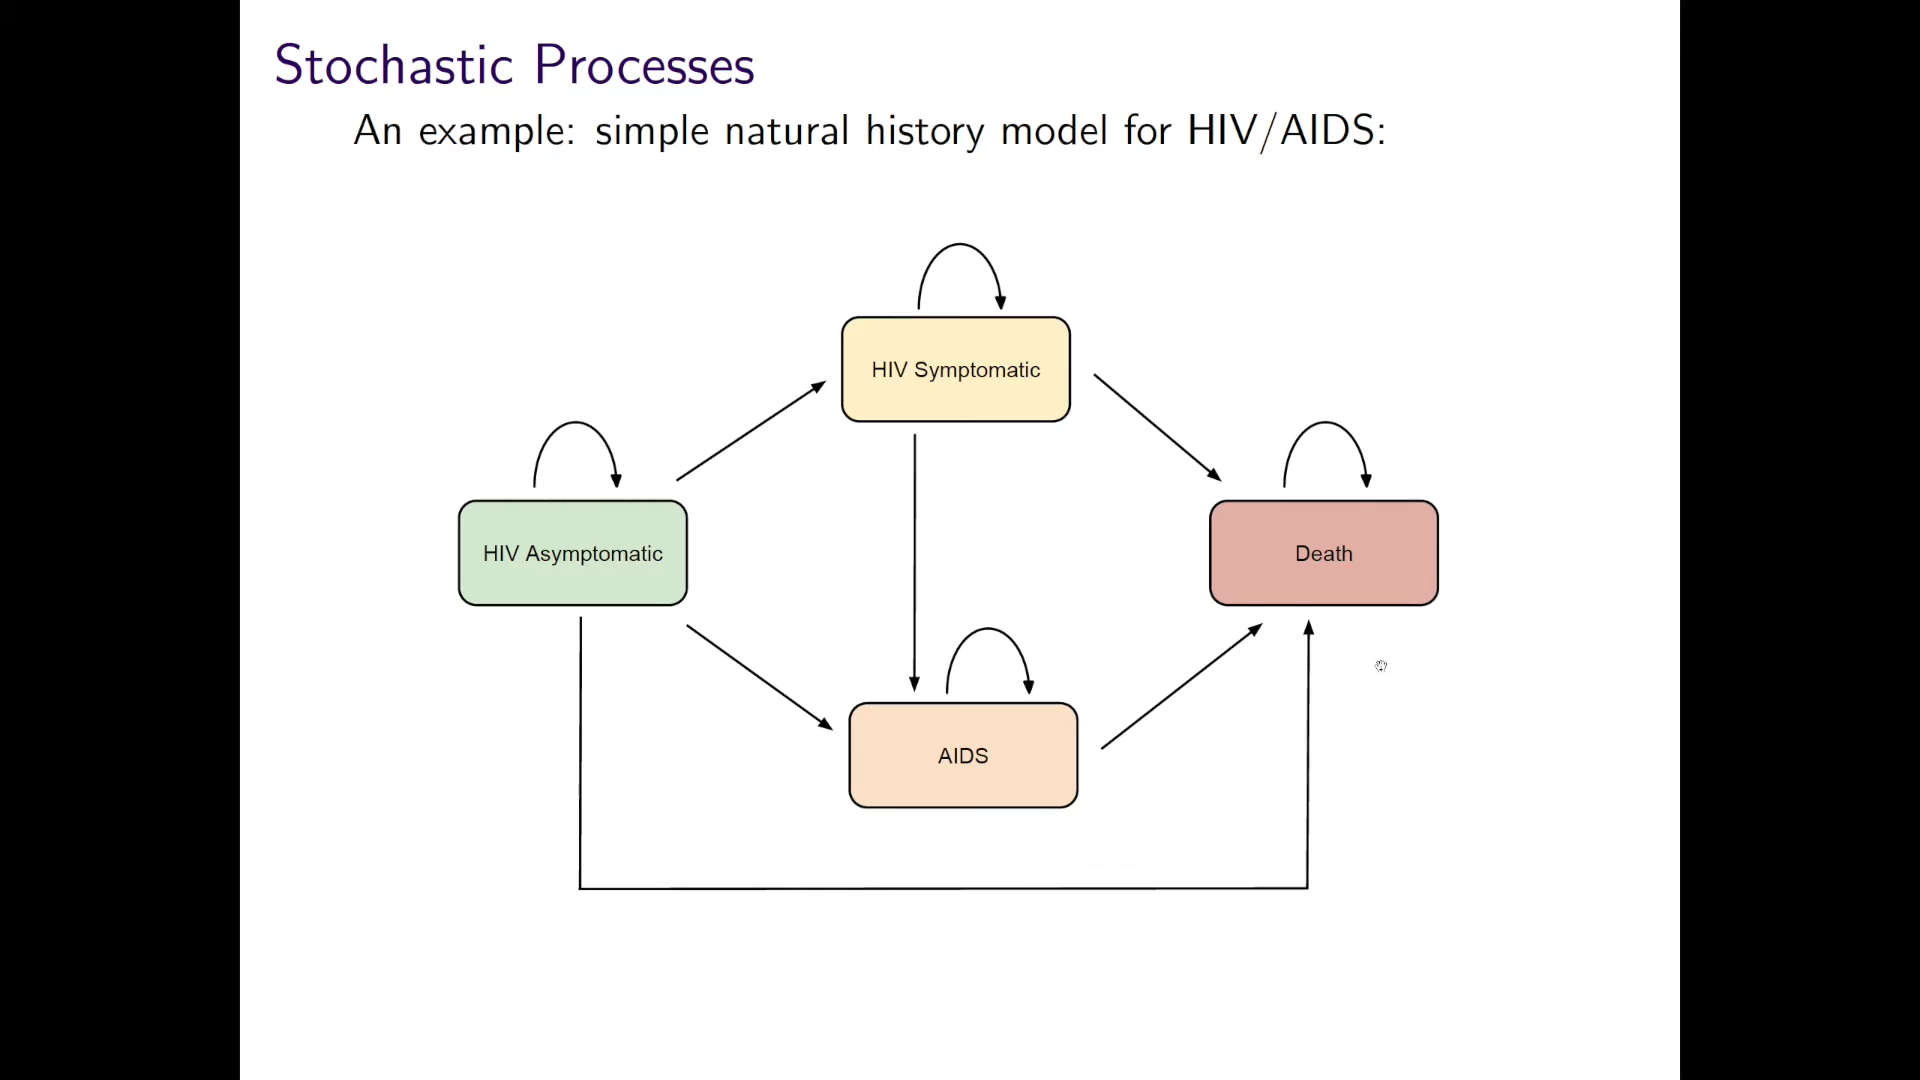 Stochastic Processes
An example: simple natural history model for HIV/AIDS:
HIV Symptomatic
HIV Asymptomatic
Death
AIDS